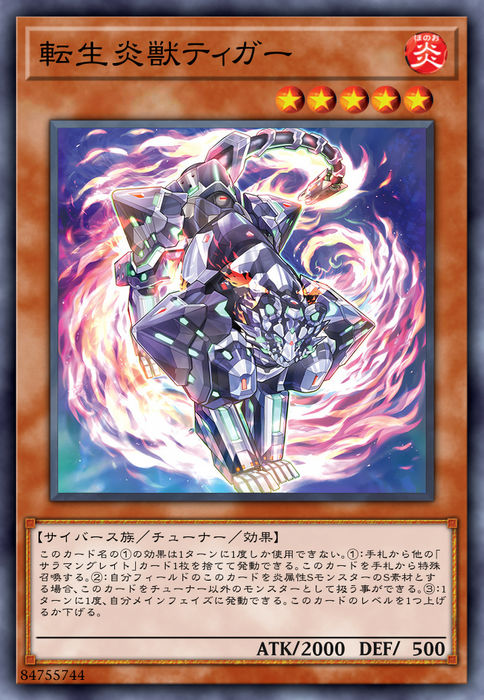 転生炎獣ティガー
ほのお
炎
【サイバース族／チューナー／効果】
このカード名の①の効果は1ターンに1度しか使用できない。①：手札から他の「
サラマングレイト」カード1枚を捨てて発動できる。このカードを手札から特殊
召喚する。②：自分フィールドのこのカードを炎属性SモンスターのS素材とす
る場合、このカードをチューナー以外のモンスターとして扱う事ができる。③：1
ターンに1度、自分メインフェイズに発動できる。このカードのレベルを1つ上げ
るか下げる。
ATK/2000 DEF/ 500
84755744